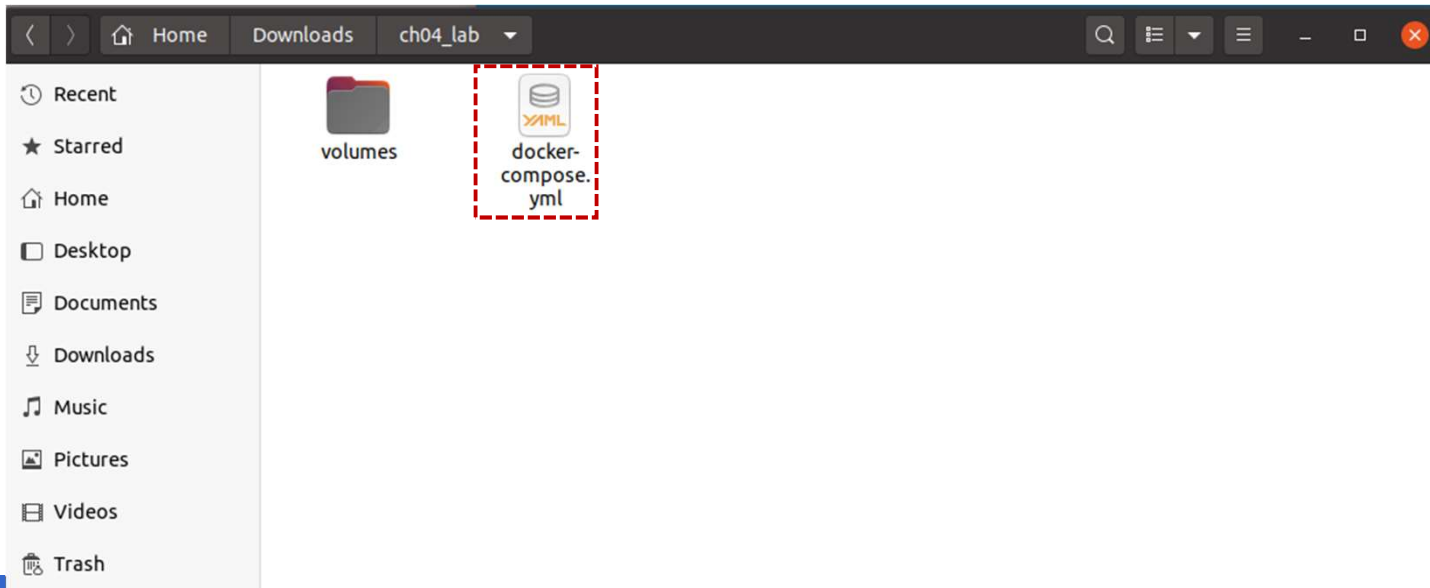 Home
Downloads
ch04_lab
Recent
Starred
Home
Desktop
Documents
Downloads
Music
Pictures
Videos
Trash
volumes
YAML
docker-
compose.
yml